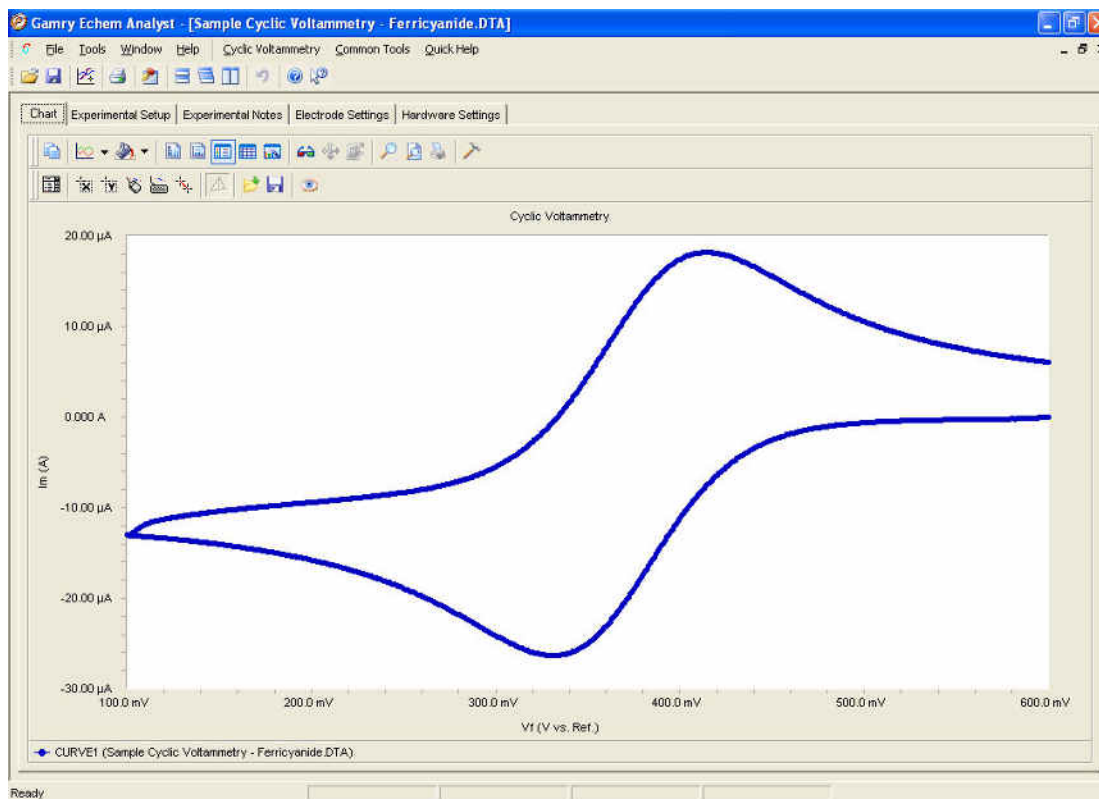 Gamry Echem Analyst - [Sample Cyclic Voltammetry - Ferricyanide.DTA]
File Tools Window Help Cyclic Voltammetry Common Tools Quick Help
Chart Experimental Setup Experimental Notes Electrode Settings Hardware Settings
Cyclic Voltammetry
20.00 µA
10.00 µA
0.000 A
-10.00 µA
-20.00 µA
-30.00 µA
Im (A)
100.0 mV 200.0 mV 300.0 mV 400.0 mV 500.0 mV 600.0 mV
Vf (V vs. Ref.)
CURVE1 (Sample Cyclic Voltammetry - Ferricyanide.DTA)
Ready